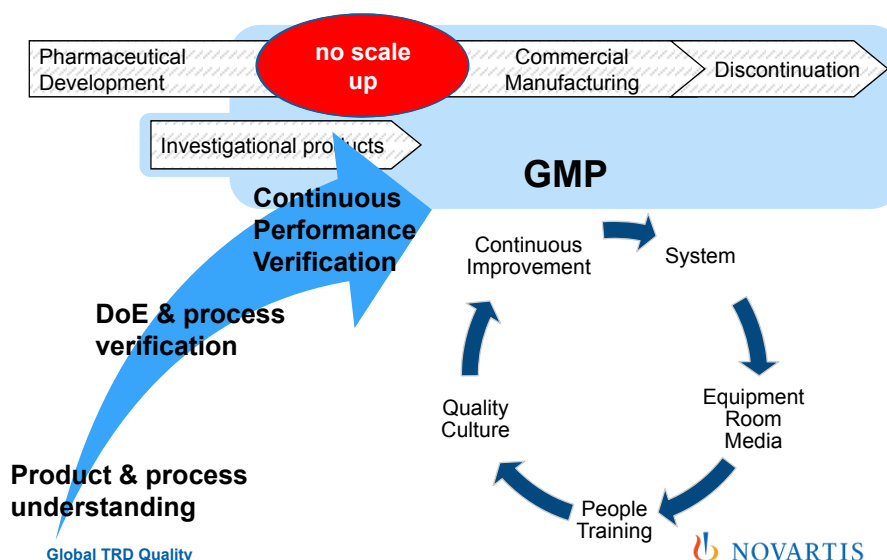 Pharmaceutical
Development
no scale
up
Commercial
Manufacturing
Discontinuation
Investigational products
GMP
Continuous
Performance
Verification
DoE & process
verification
Product & process
understanding
Continuous
Improvement
System
Equipment
Room
Media
People
Training
Quality
Culture
Global TRD Quality
NOVARTIS